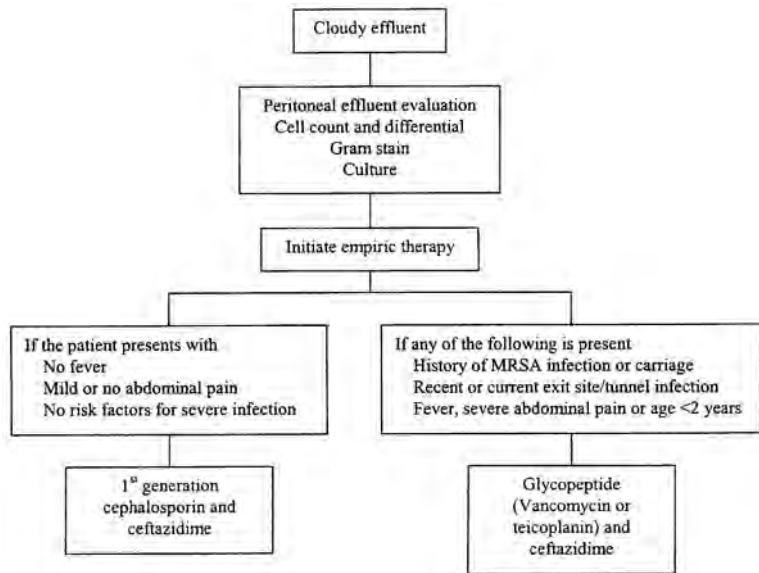 Cloudy effluent
Peritoneal effluent evaluation
Cell count and differential
Gram stain
Culture
Initiate empiric therapy
If the patient presents with
No fever
Mild or no abdominal pain
No risk factors for severe infection
If any of the following is present
History of MRSA infection or carriage
Recent or current exit site/tunnel infection
Fever, severe abdominal pain or age <2 years
1st generation
cephalosporin and
ceftazidime
Glycopeptide
(Vancomycin or
teicoplanin) and
ceftazidime